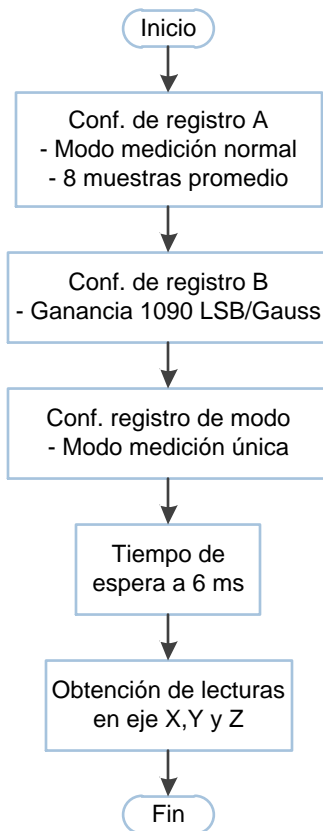 Inicio
Conf. de registro A
- Modo medición normal
- 8 muestras promedio
Conf. de registro B
- Ganancia 1090 LSB/Gauss
Conf. registro de modo
- Modo medición única
Tiempo de
espera a 6 ms
Obtención de lecturas
en eje X,Y y Z
Fin